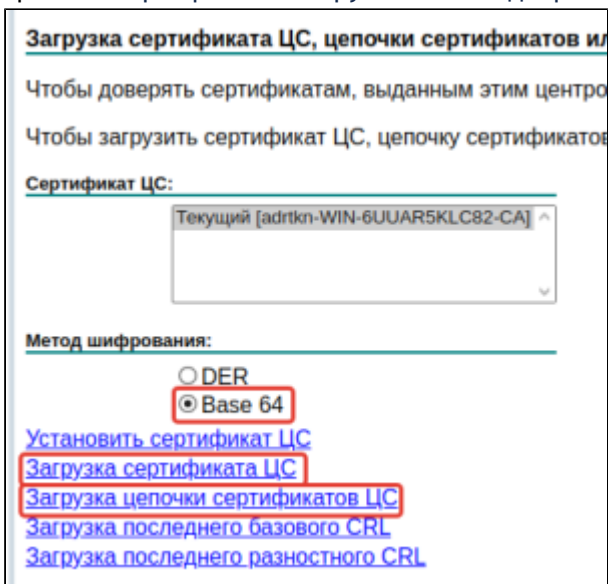 Загрузка сертификата ЦС, цепочки сертификатов ил
Чтобы доверять сертификатам, выданным этим центро
Чтобы загрузить сертификат ЦС, цепочку сертификатов
Сертификат ЦС:
Текущий [adrtkn-WIN-6UUAR5KLC82-CA]
Метод шифрования:
DER
Base 64
Установить сертификат ЦС
Загрузка сертификата ЦС
Загрузка цепочки сертификатов ЦС
Загрузка последнего базового CRL
Загрузка последнего разностного CRL